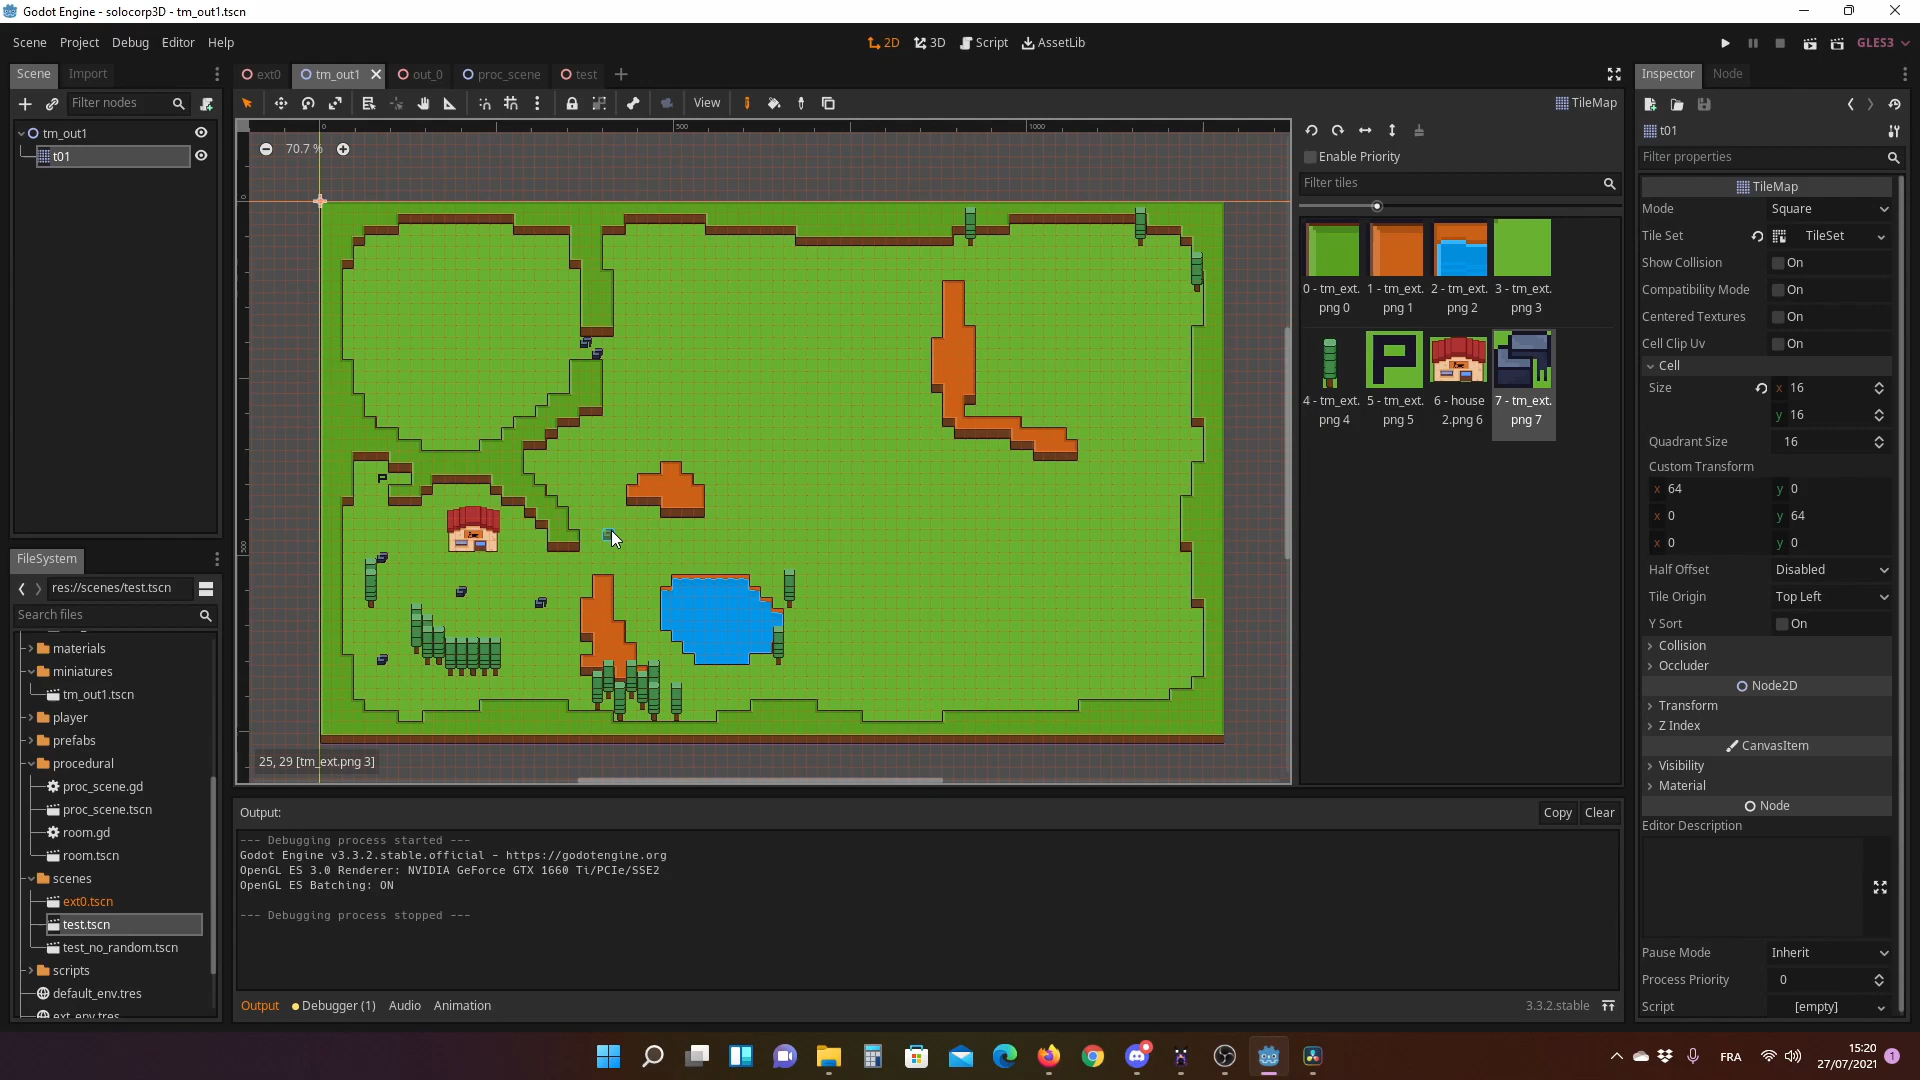 Godot Engine - solocorp3D - tm_out1.tscn
Scene Project Debug Editor Help
2D 3D Script AssetLib
GLES3
Scene Import
ext0 tm_out1 out_0 proc_scene test
Inspector Node
Filter nodes
View
TileMap
tm_out1
t01
0 500 1000
70.7 %
0
500
25, 29 [tm_ext.png 3]
Enable Priority
Filter tiles
0 - tm_ext.png 0
1 - tm_ext.png 1
2 - tm_ext.png 2
3 - tm_ext.png 3
4 - tm_ext.png 4
5 - tm_ext.png 5
6 - house2.png 6
7 - tm_ext.png 7
P
FileSystem
res://scenes/test.tscn
Search files
materials
miniatures
tm_out1.tscn
player
prefabs
procedural
proc_scene.gd
proc_scene.tscn
room.gd
room.tscn
scenes
ext0.tscn
test.tscn
test_no_random.tscn
scripts
default_env.tres
ext_env.tres
Output:
Copy Clear
--- Debugging process started ---
Godot Engine v3.3.2.stable.official - https://godotengine.org
OpenGL ES 3.0 Renderer: NVIDIA GeForce GTX 1660 Ti/PCIe/SSE2
OpenGL ES Batching: ON
--- Debugging process stopped ---
Output Debugger (1) Audio Animation
3.3.2.stable
t01
Filter properties
TileMap
Mode Square
Tile Set TileSet
Show Collision On
Compatibility Mode On
Centered Textures On
Cell Clip Uv On
Cell
Size x 16
y 16
Quadrant Size 16
Custom Transform
x 64 y 0
x 0 y 64
x 0 y 0
Half Offset Disabled
Tile Origin Top Left
Y Sort On
Collision
Occluder
Node2D
Transform
Z Index
CanvasItem
Visibility
Material
Node
Editor Description
Pause Mode Inherit
Process Priority 0
Script [empty]
FRA
15:20
27/07/2021
1